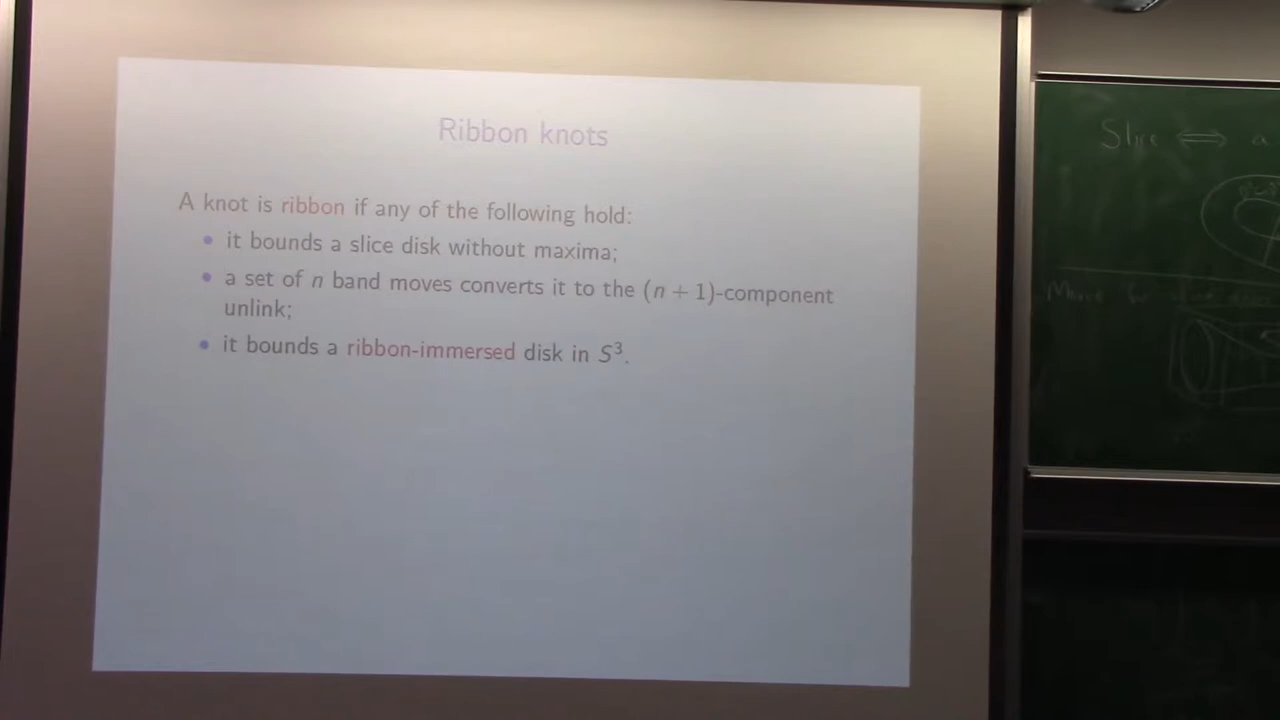 Ribbon knots
A knot is ribbon if any of the following hold:
• it bounds a slice disk without maxima;
• a set of n band moves converts it to the (n + 1)-component
unlink;
• it bounds a ribbon-immersed disk in S³.
Slice ⟺ a